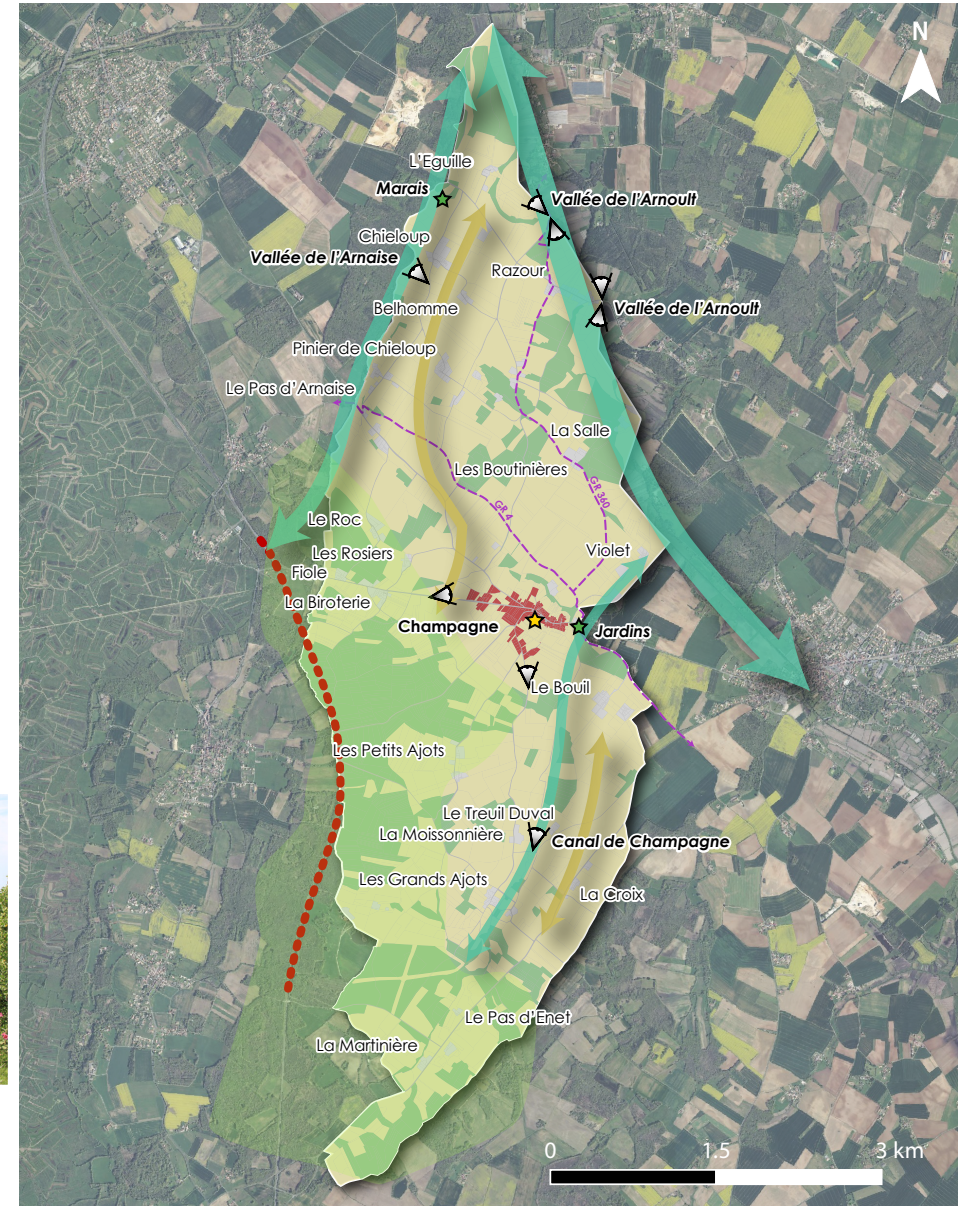 N
L'Eguille
Marais
Vallée de l'Arnoult
Chieloup
Vallée de l'Arnaise
Razour
Belhomme
Vallée de l'Arnoult
Pinier de Chieloup
Le Pas d'Arnaise
La Salle
Les Boutinières
GR 360
GR 4
Le Roc
Les Rosiers
Violet
Fiole
La Biroterie
Champagne
Jardins
Le Bouil
Les Petits Ajots
Le Treuil Duval
La Moissonnière
Canal de Champagne
Les Grands Ajots
La Croix
Le Pas d'Enet
La Martinière
0 1.5 3 km